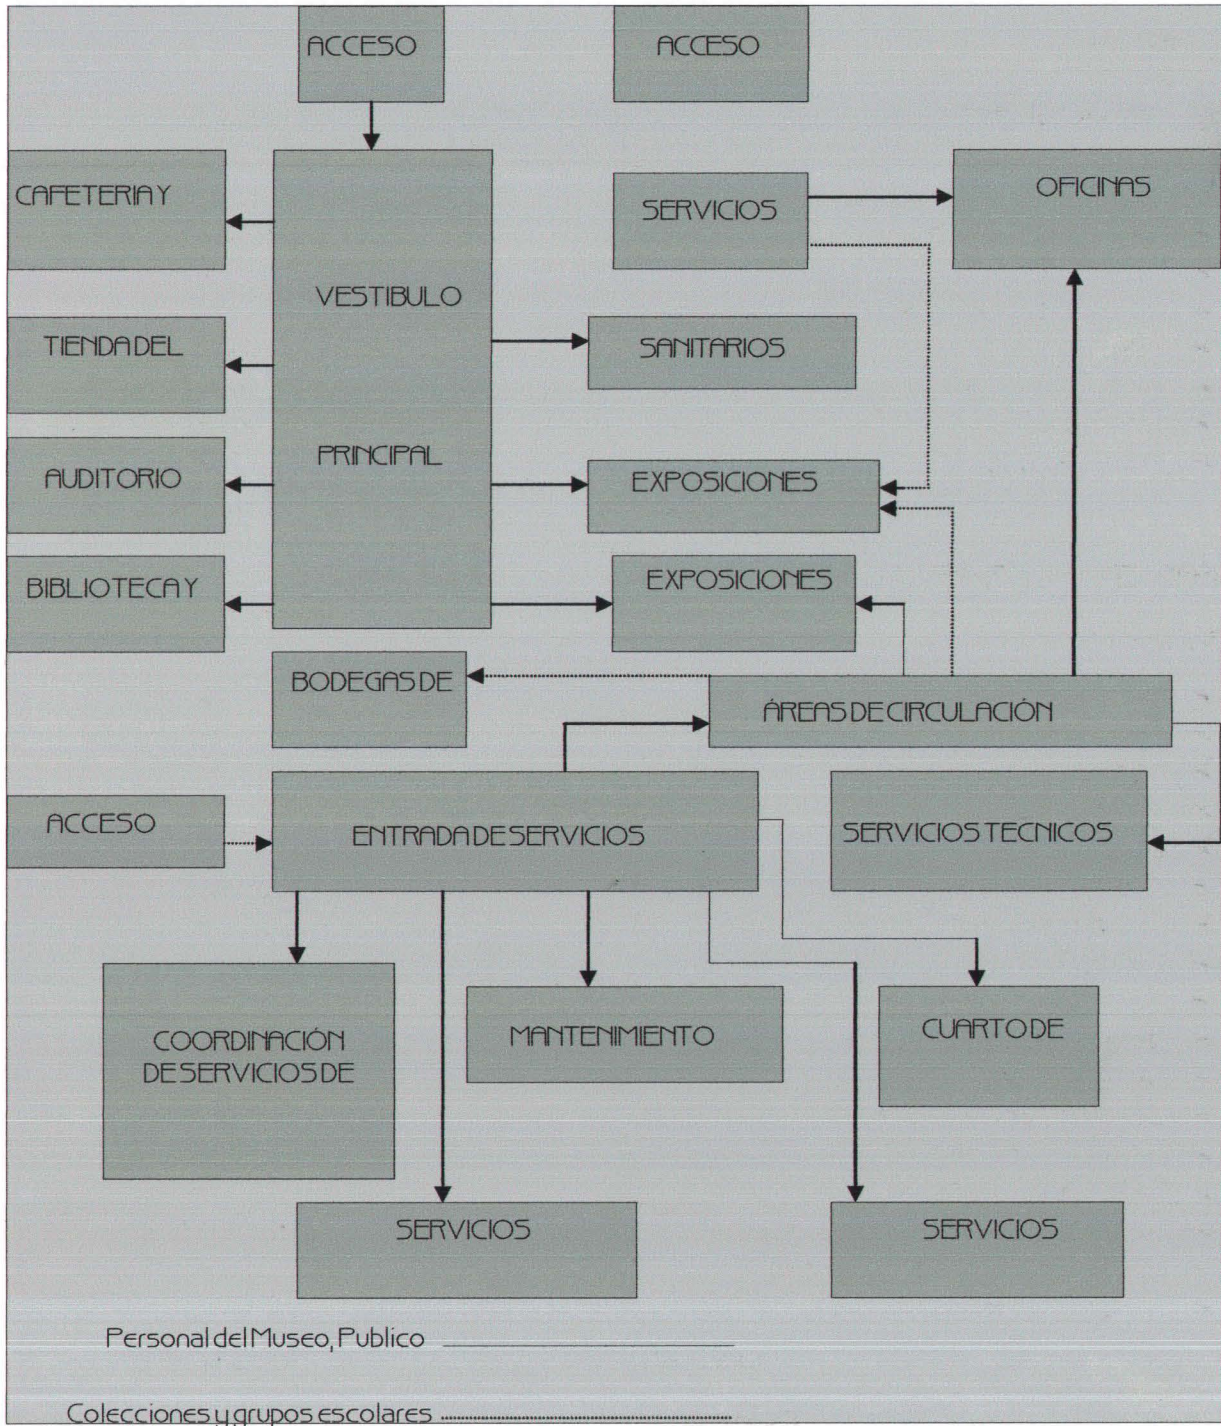 ACCESO
ACCESO
CAFETERIA Y
SERVICIOS
OFICINAS
VESTIBULO
TIENDA DEL
SANITARIOS
PRINCIPAL
AUDITORIO
EXPOSICIONES
BIBLIOTECA Y
EXPOSICIONES
BODEGAS DE
ÁREAS DE CIRCULACIÓN
ACCESO
ENTRADA DE SERVICIOS
SERVICIOS TECNICOS
COORDINACIÓN
DE SERVICIOS DE
MANTENIMIENTO
CUARTO DE
SERVICIOS
SERVICIOS
Personal del Museo, Publico
Colecciones y grupos escolares